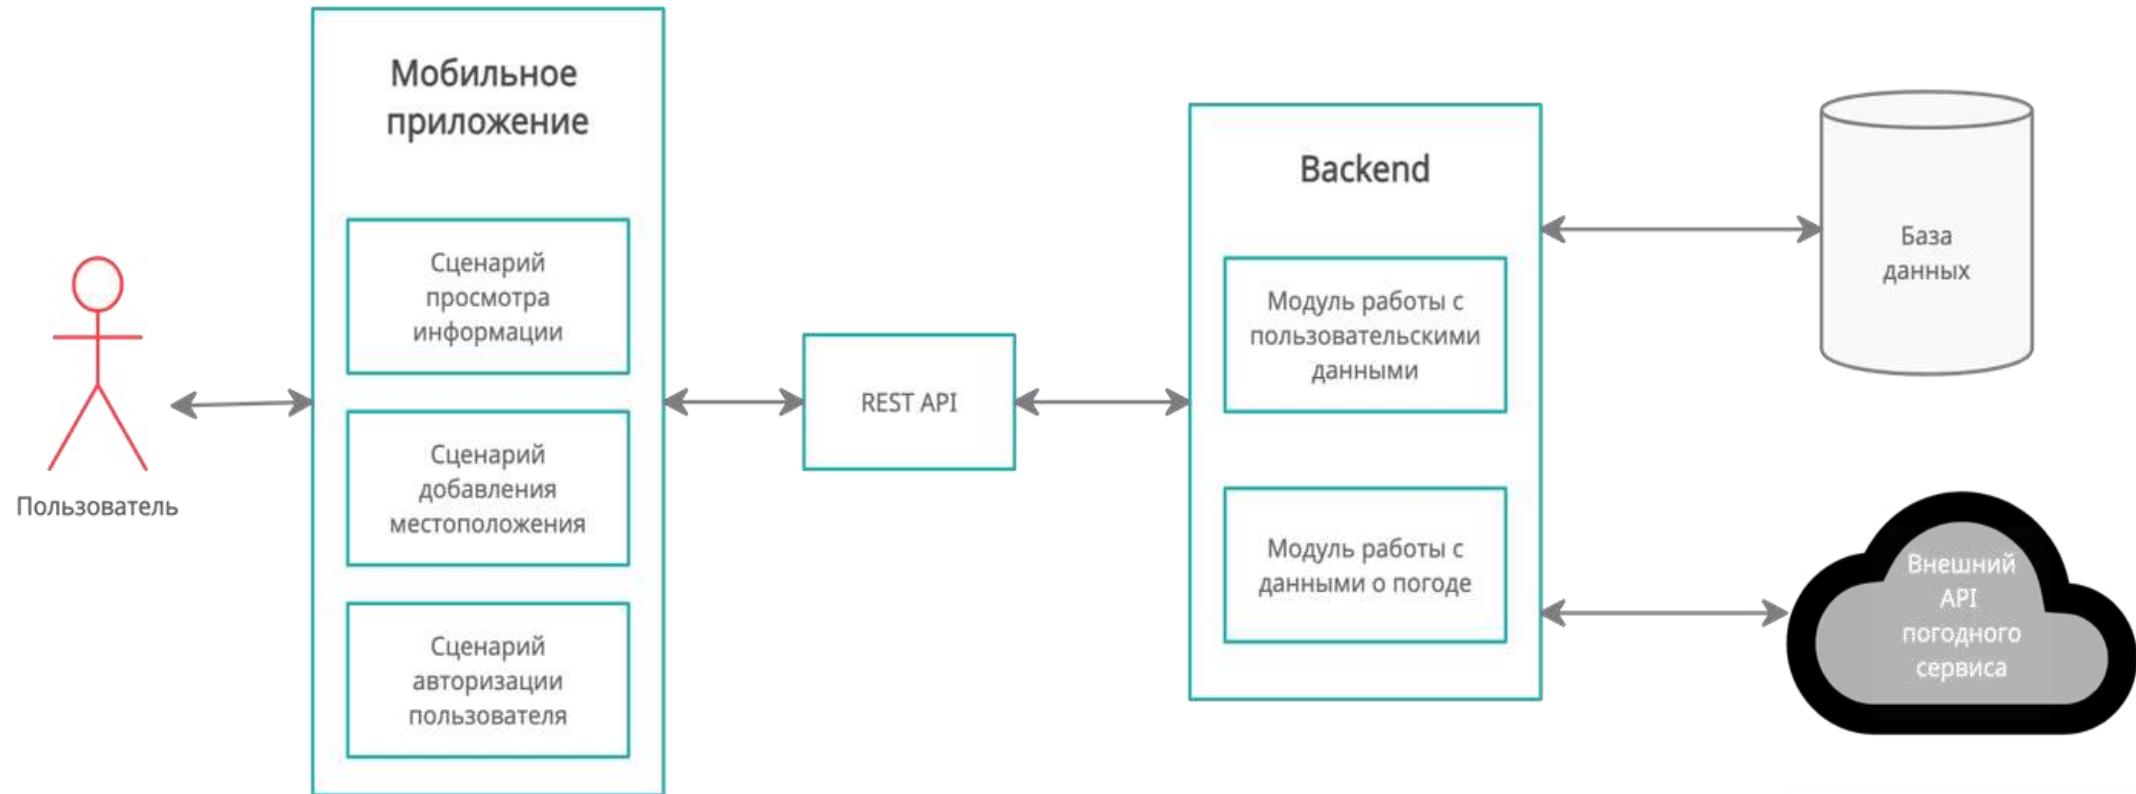 Мобильное
приложение
Сценарий
просмотра
информации
Сценарий
добавления
местоположения
Сценарий
авторизации
пользователя
Пользователь
REST API
Backend
Модуль работы с
пользовательскими
данными
Модуль работы с
данными о погоде
База
данных
Внешний
API
погодного
сервиса